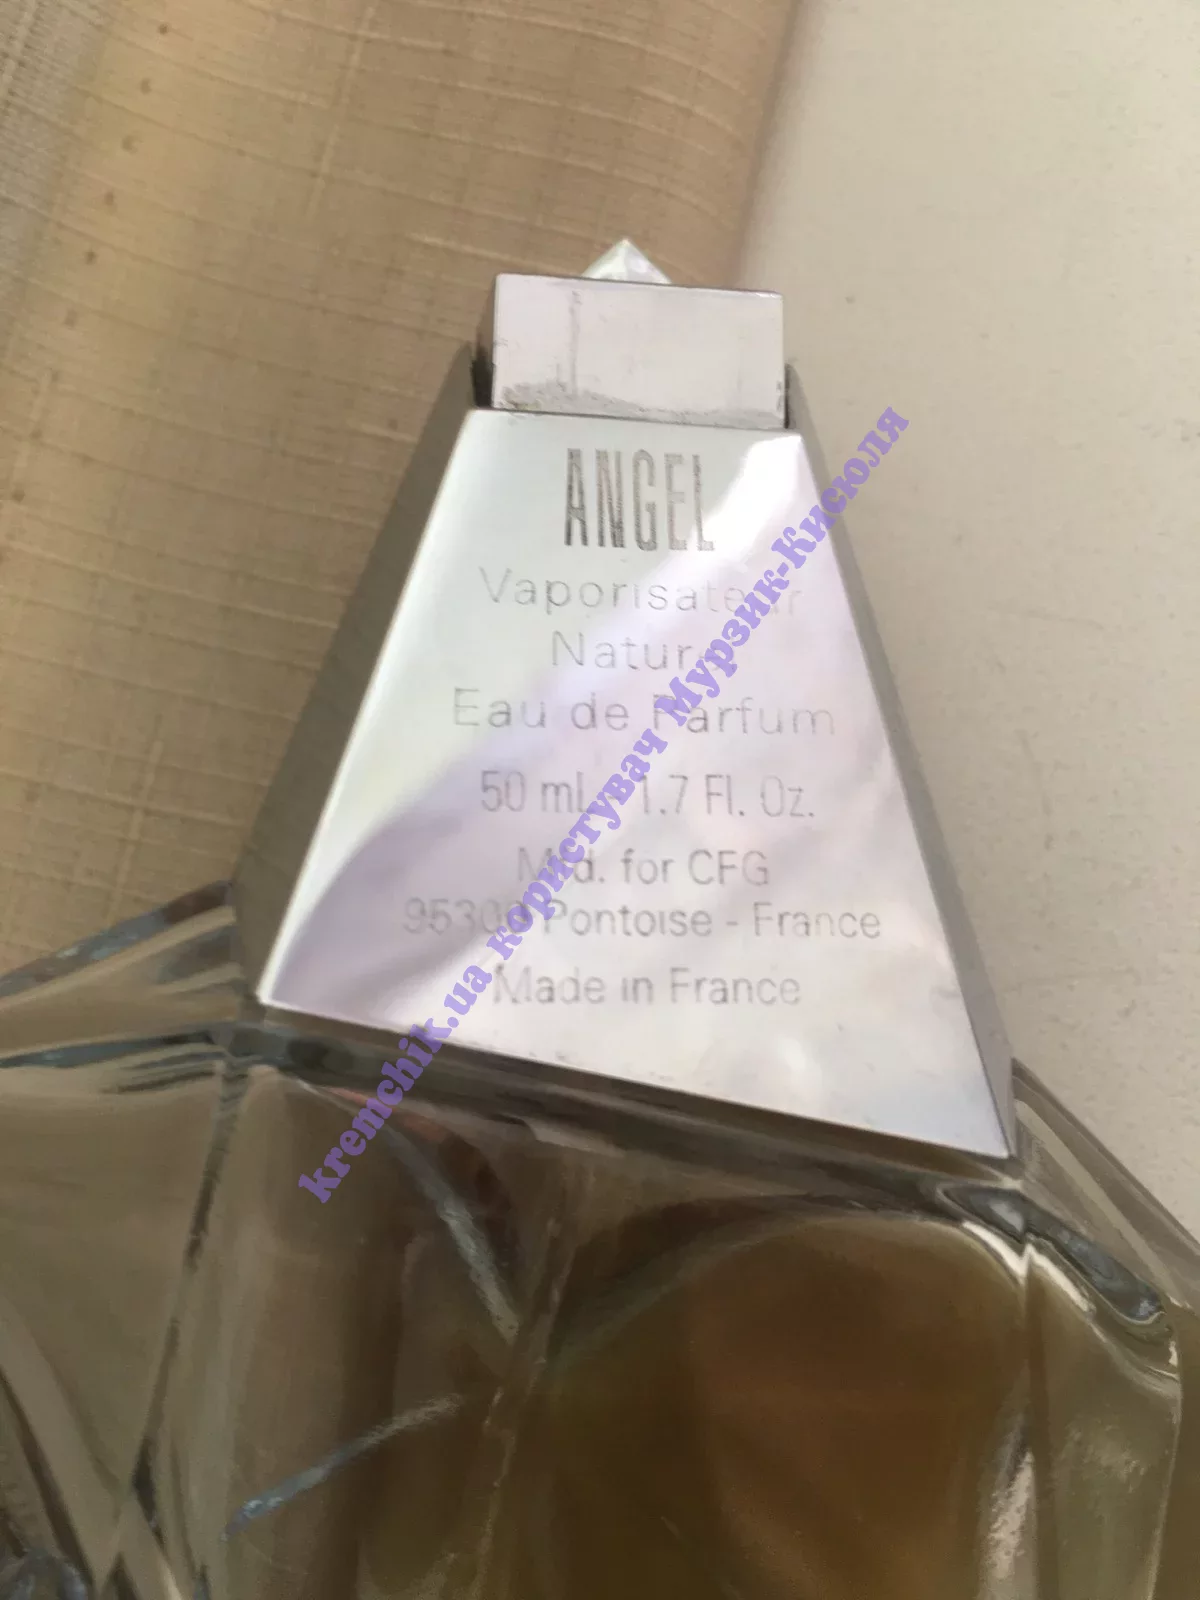 ANGEL
Vaporisateur
Natural
Eau de Parfum
50 mL - 1.7 Fl. Oz.
Mfd. for CFG
95300 Pontoise - France
Made in France
kremchik.ua користувач Мурзик-Кисюля